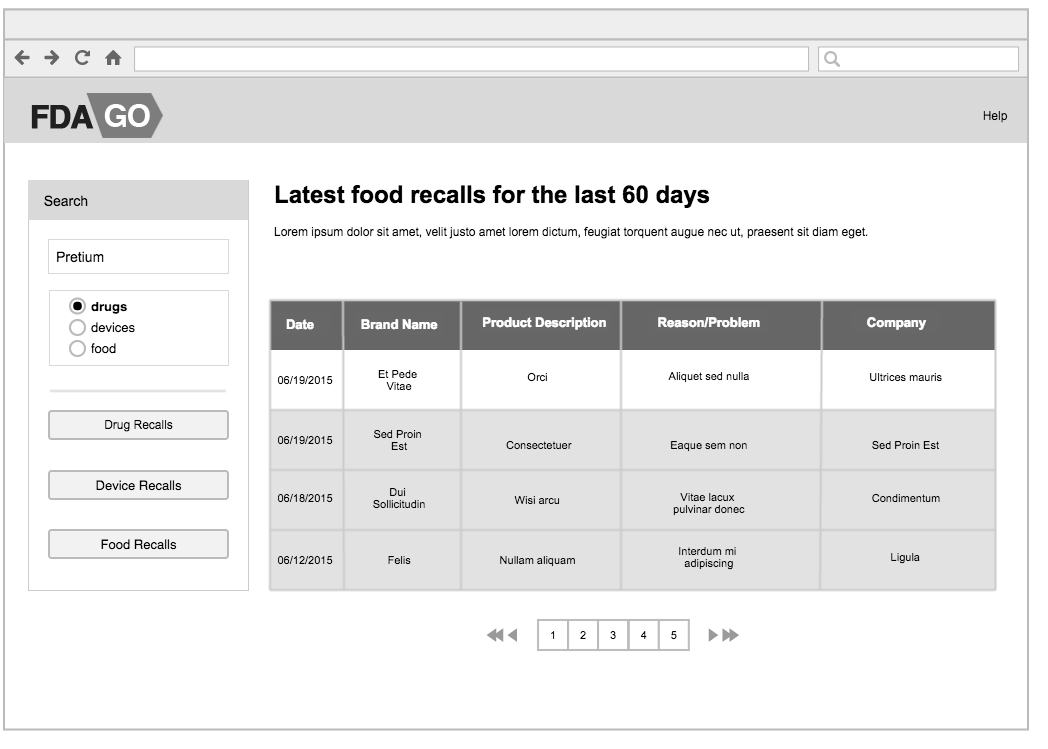 FDA GO
Help
Search
Pretium
drugs
devices
food
Drug Recalls
Device Recalls
Food Recalls
Latest food recalls for the last 60 days
Lorem ipsum dolor sit amet, velit justo amet lorem dictum, feugiat torquent augue nec ut, praesent sit diam eget.
Date Brand Name Product Description Reason/Problem Company
06/19/2015 Et Pede Vitae Orci Aliquet sed nulla Ultrices mauris
06/19/2015 Sed Proin Est Consectetuer Eaque sem non Sed Proin Est
06/18/2015 Dui Sollicitudin Wisi arcu Vitae lacux pulvinar donec Condimentum
06/12/2015 Felis Nullam aliquam Interdum mi adipiscing Ligula
1 2 3 4 5